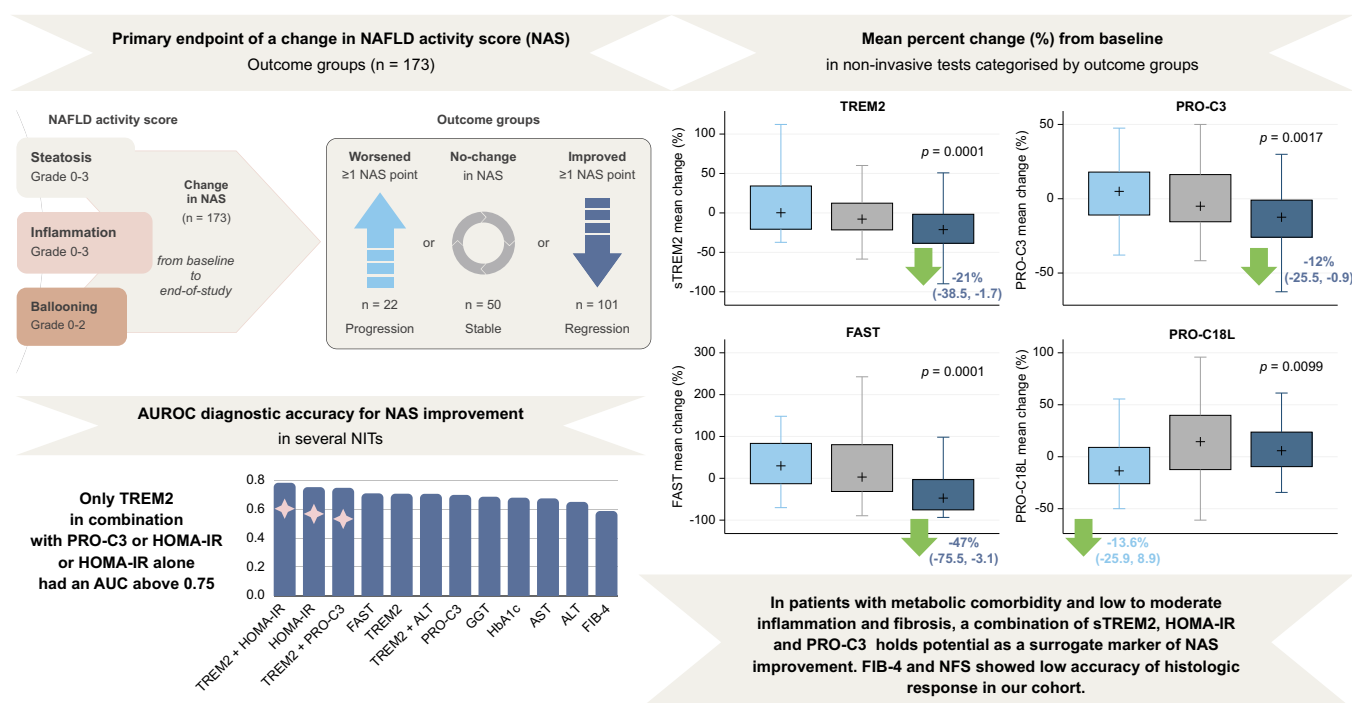 Primary endpoint of a change in NAFLD activity score (NAS)
Outcome groups (n = 173)
NAFLD activity score
Steatosis
Grade 0-3
Inflammation
Grade 0-3
Ballooning
Grade 0-2
Change
in NAS
(n = 173)
from baseline
to
end-of-study
Outcome groups
Worsened
≥1 NAS point
or
n = 22
Progression
No-change
in NAS
or
n = 50
Stable
Improved
≥1 NAS point
n = 101
Regression
AUROC diagnostic accuracy for NAS improvement
in several NITs
Only TREM2
in combination
with PRO-C3 or HOMA-IR
or HOMA-IR alone
had an AUC above 0.75
0.8
0.6
0.4
0.2
0.0
TREM2 + HOMA-IR
HOMA-IR
TREM2 + PRO-C3
FAST
TREM2
TREM2 + ALT
PRO-C3
GGT
HbA1c
AST
ALT
FIB-4
Mean percent change (%) from baseline
in non-invasive tests categorised by outcome groups
TREM2
sTREM2 mean change (%)
100
50
0
-50
-100
p = 0.0001
-21%
(-38.5, -1.7)
PRO-C3
PRO-C3 mean change (%)
50
0
-50
p = 0.0017
-12%
(-25.5, -0.9)
FAST
FAST mean change (%)
300
200
100
0
-100
p = 0.0001
-47%
(-75.5, -3.1)
PRO-C18L
PRO-C18L mean change (%)
100
50
0
-50
p = 0.0099
-13.6%
(-25.9, 8.9)
In patients with metabolic comorbidity and low to moderate
inflammation and fibrosis, a combination of sTREM2, HOMA-IR
and PRO-C3 holds potential as a surrogate marker of NAS
improvement. FIB-4 and NFS showed low accuracy of histologic
response in our cohort.